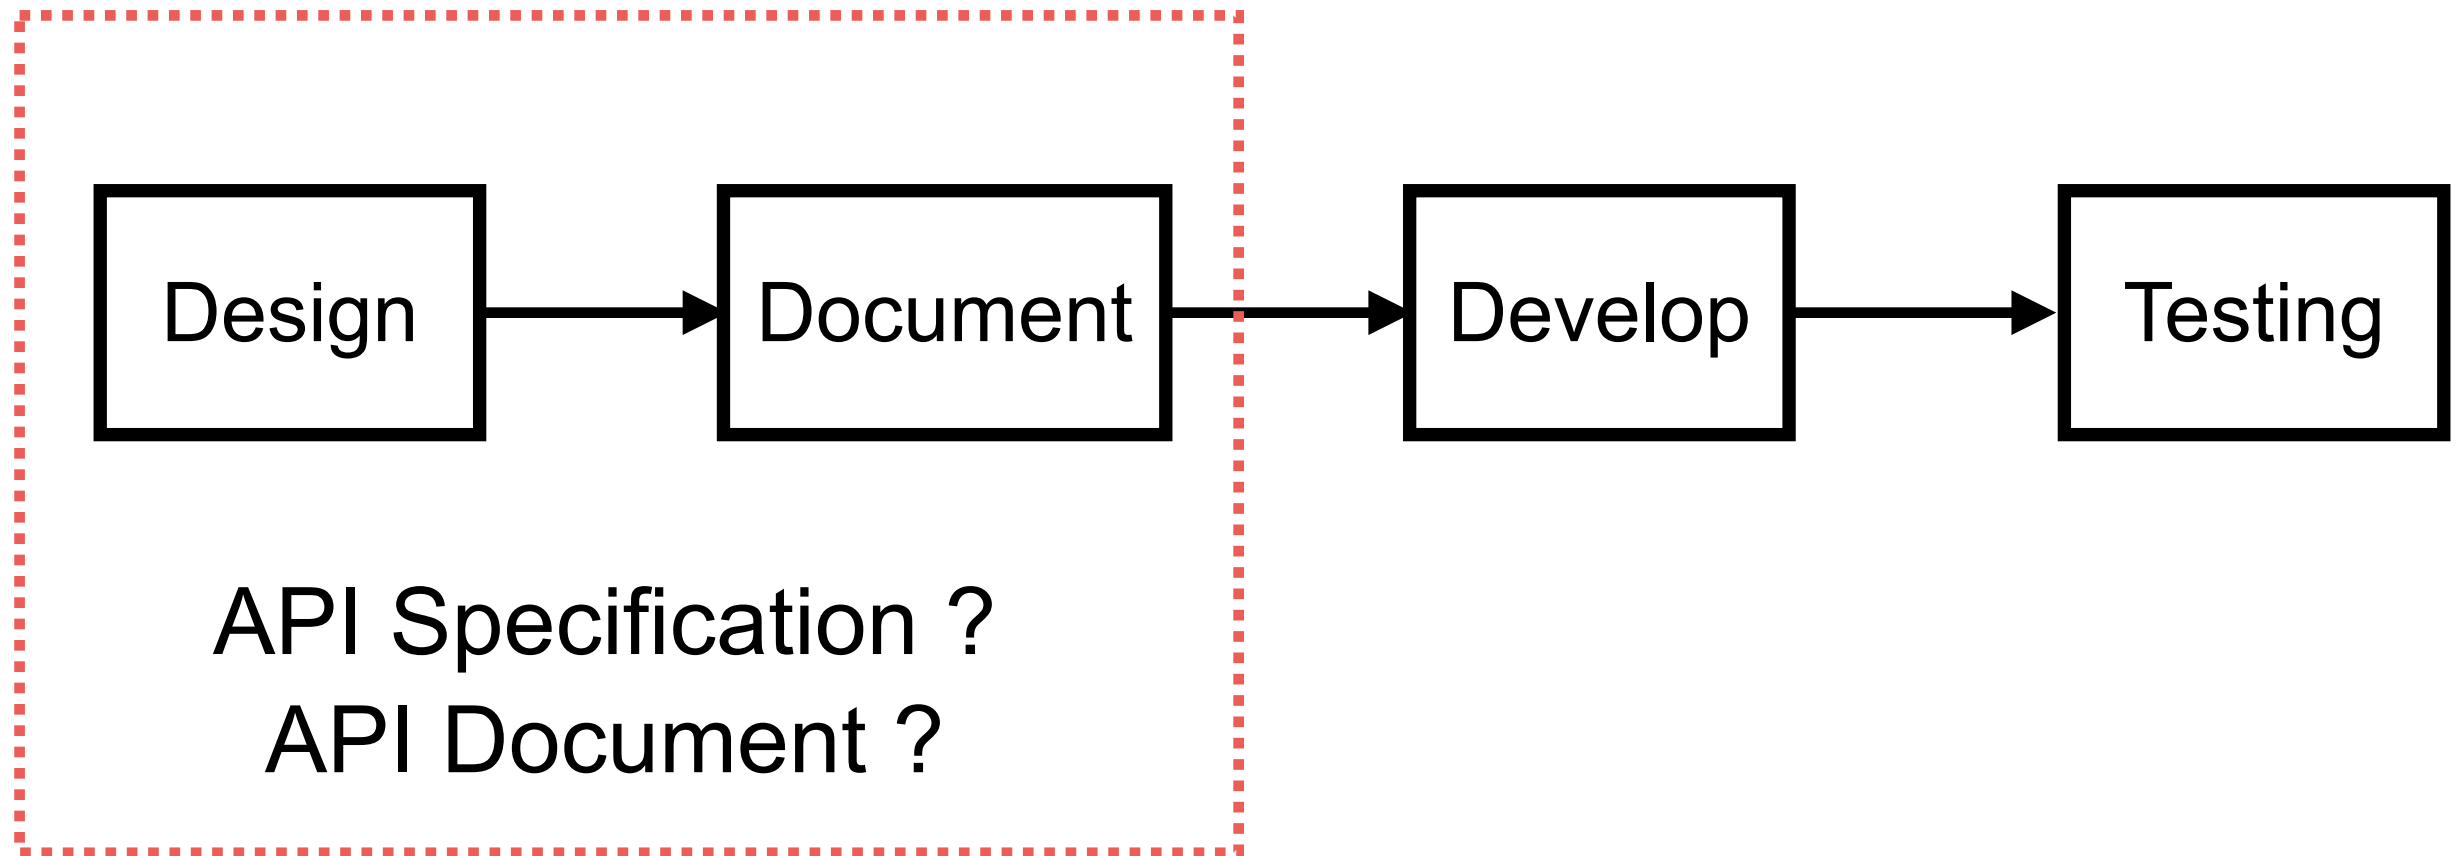 Design
Document
Develop
Testing
API Specification ?
API Document ?